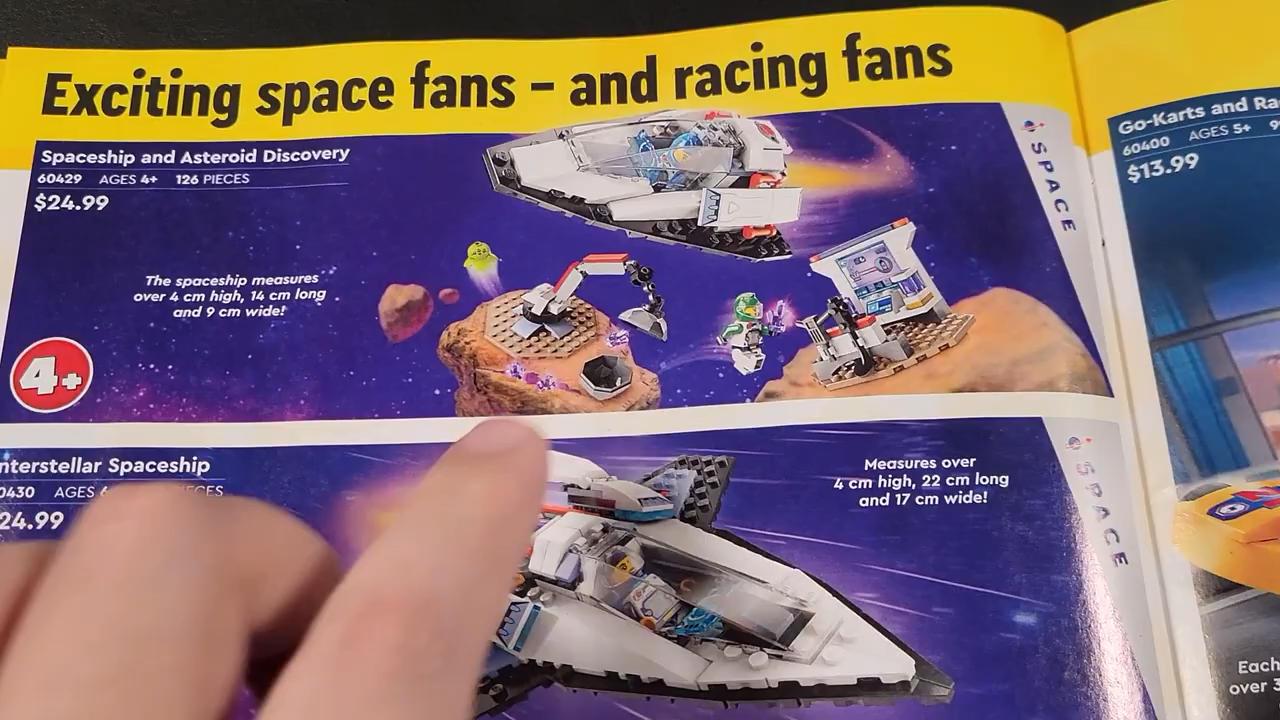 Exciting space fans – and racing fans
Spaceship and Asteroid Discovery
60429 AGES 4+ 126 PIECES
$24.99
The spaceship measures
over 4 cm high, 14 cm long
and 9 cm wide!
4+
SPACE
nterstellar Spaceship
0430 AGES
24.99
Measures over
4 cm high, 22 cm long
and 17 cm wide!
SPACE
Go-Karts and Ra
60400 AGES 5+ 9
$13.99
Each
over 3